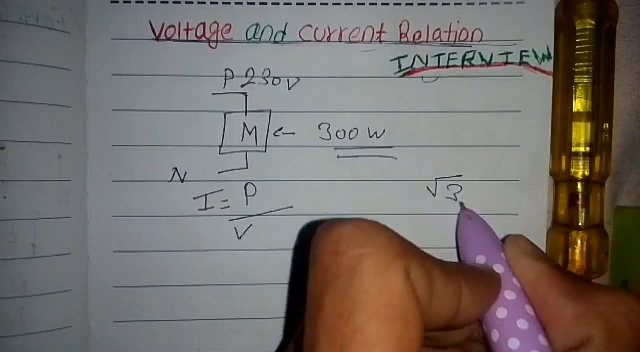 Voltage and current Relation
INTERVIEW
P 230V
M ← 300 W
N
I = P
V
√3